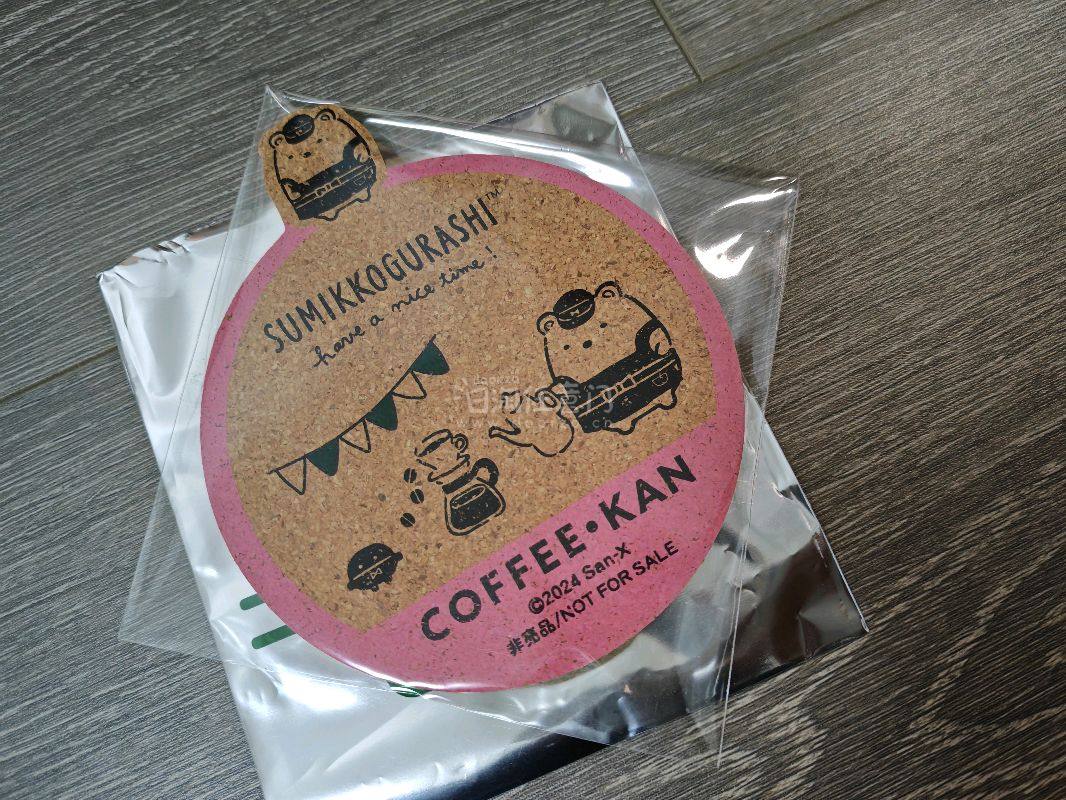 SUMIKKOGURASHI™
have a nice time!
COFFEE•KAN
©2024 San-X
非売品/NOT FOR SALE